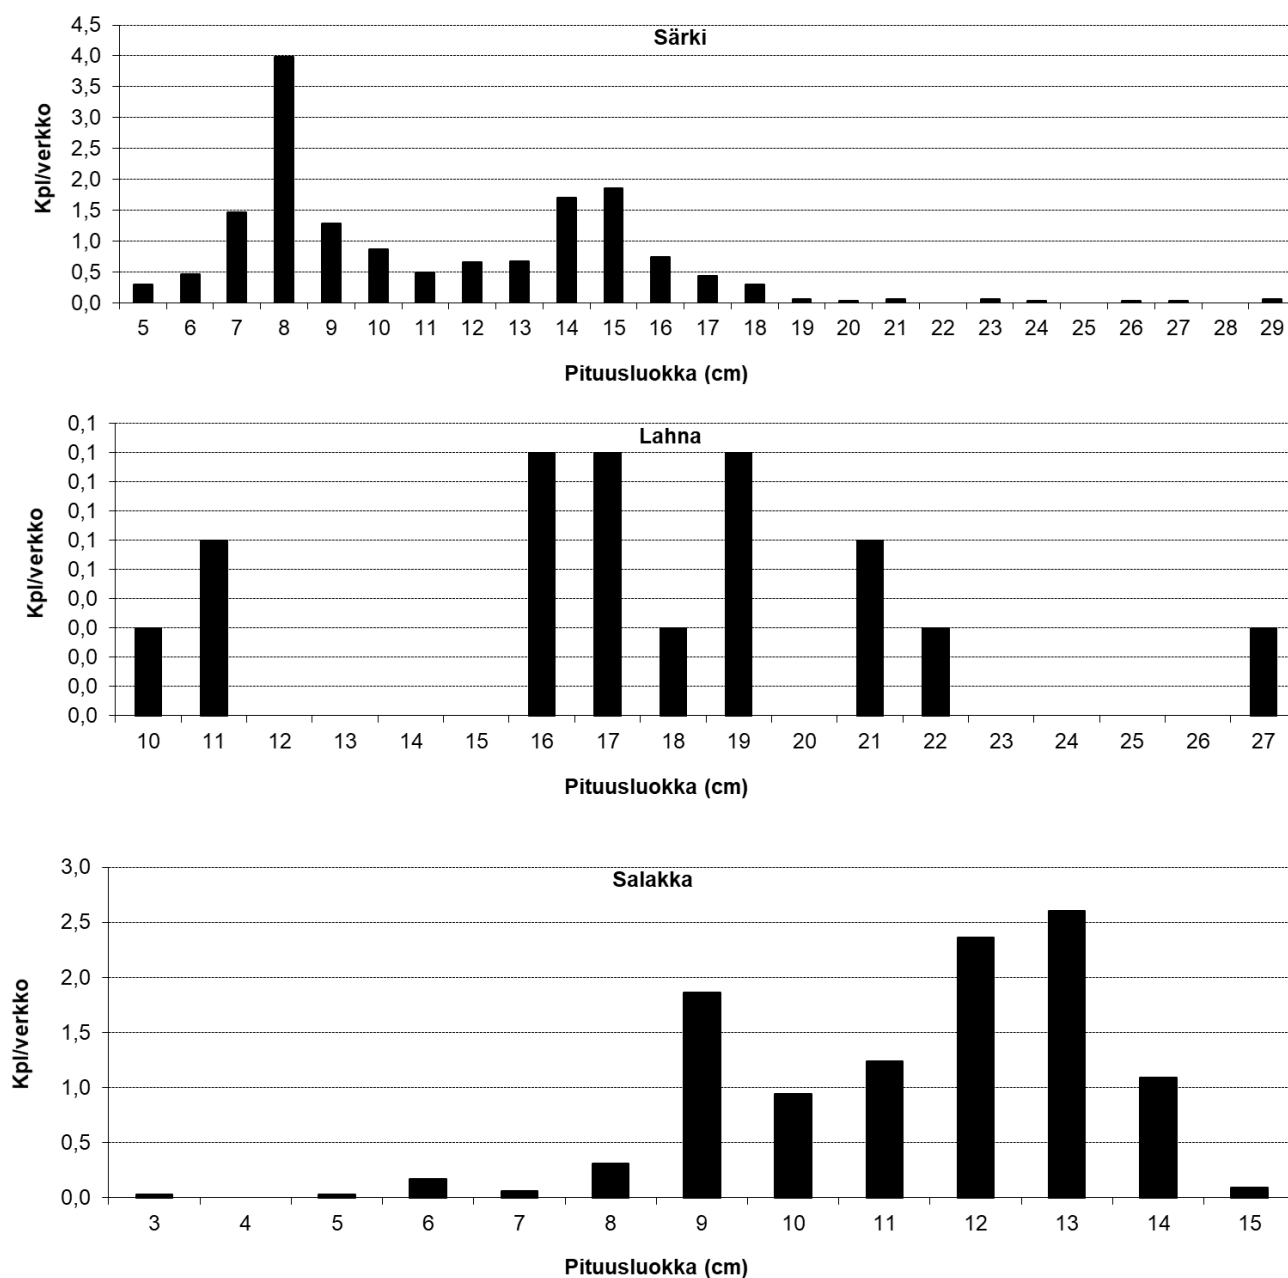 Särki
Kpl/verkko
4,5
4,0
3,5
3,0
2,5
2,0
1,5
1,0
0,5
0,0
5 6 7 8 9 10 11 12 13 14 15 16 17 18 19 20 21 22 23 24 25 26 27 28 29
Pituusluokka (cm)
Lahna
Kpl/verkko
0,1
0,1
0,1
0,1
0,1
0,1
0,0
0,0
0,0
0,0
0,0
10 11 12 13 14 15 16 17 18 19 20 21 22 23 24 25 26 27
Pituusluokka (cm)
Salakka
Kpl/verkko
3,0
2,5
2,0
1,5
1,0
0,5
0,0
3 4 5 6 7 8 9 10 11 12 13 14 15
Pituusluokka (cm)